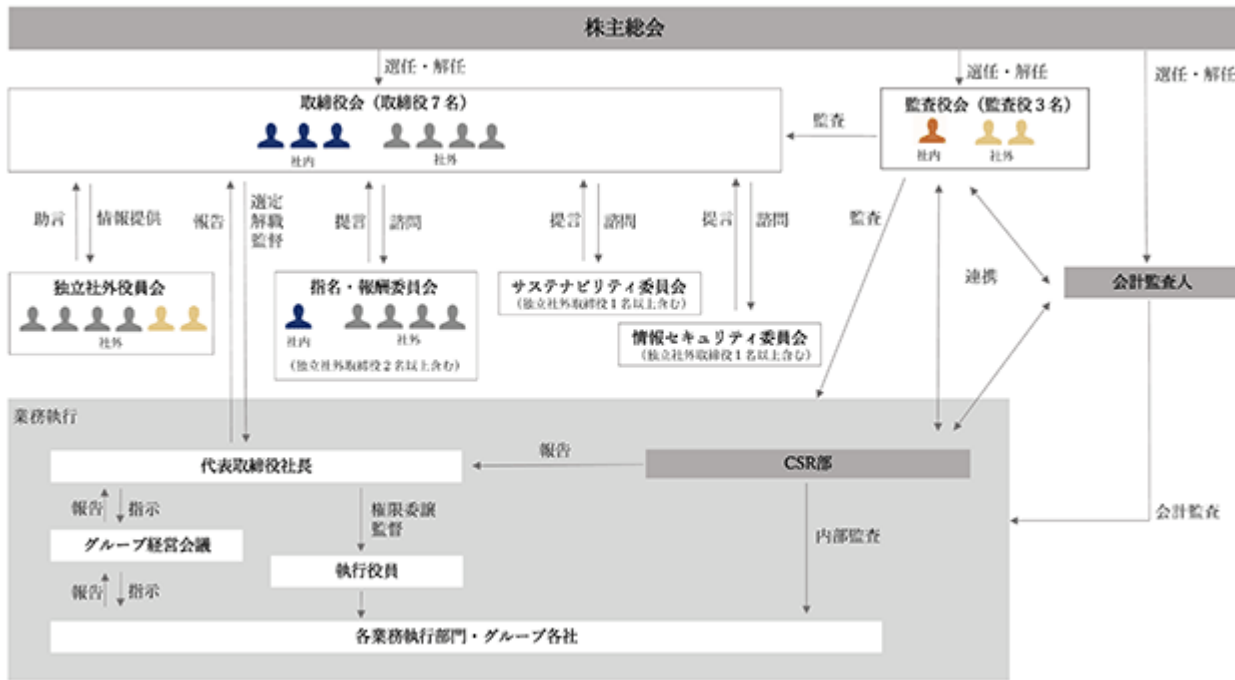 株主総会
選任・解任
選任・解任
選任・解任
取締役会（取締役７名）
社内
社外
監査
監査役会（監査役３名）
社内
社外
助言
情報提供
報告
選定
解職
監督
提言
諮問
提言
諮問
提言
諮問
監査
連携
独立社外役員会
社外
指名・報酬委員会
社内
社外
（独立社外取締役２名以上含む）
サステナビリティ委員会
（独立社外取締役１名以上含む）
情報セキュリティ委員会
（独立社外取締役１名以上含む）
会計監査人
業務執行
代表取締役社長
報告
CSR部
報告
指示
権限委譲
監督
内部監査
会計監査
グループ経営会議
執行役員
報告
指示
各業務執行部門・グループ各社